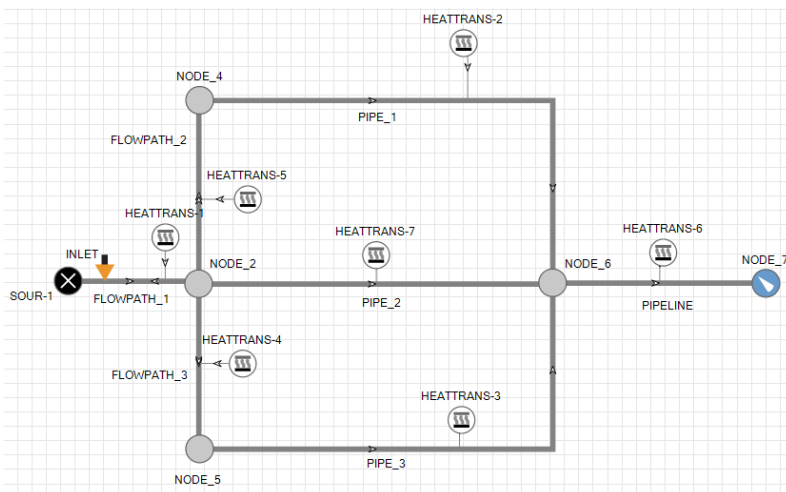 HEATTRANS-2
NODE_4
PIPE_1
FLOWPATH_2
HEATTRANS-5
HEATTRANS-1
HEATTRANS-7
HEATTRANS-6
INLET
NODE_2
NODE_6
NODE_7
SOUR-1
FLOWPATH_1
PIPE_2
PIPELINE
HEATTRANS-4
FLOWPATH_3
HEATTRANS-3
PIPE_3
NODE_5